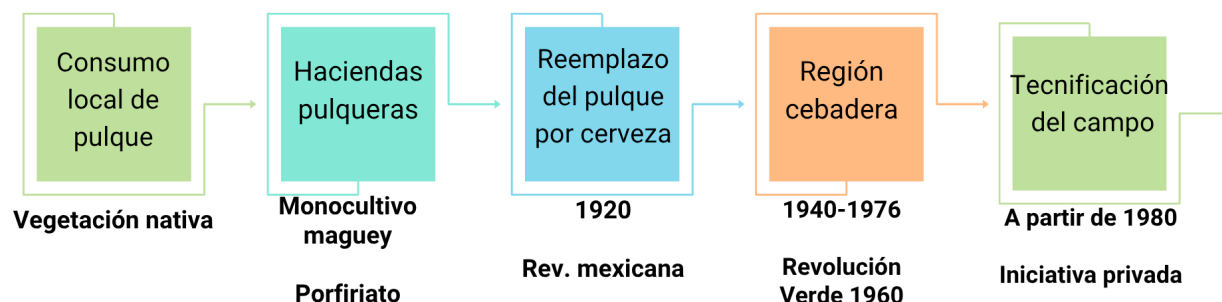 Consumo
local de
pulque
Vegetación nativa
Haciendas
pulqueras
Monocultivo
maguey
Porfiriato
Reemplazo
del pulque
por cerveza
1920
Rev. mexicana
Región
cebadera
1940-1976
Revolución
Verde 1960
Tecnificación
del campo
A partir de 1980
Iniciativa privada